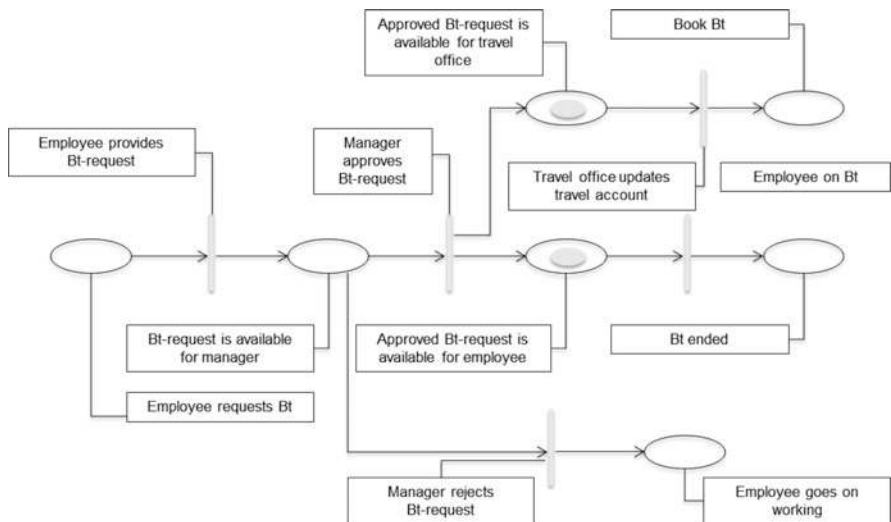 Approved Bt-request is
available for travel
office
Book Bt
Employee provides
Bt-request
Manager
approves
Bt-request
Travel office updates
travel account
Employee on Bt
Bt-request is available
for manager
Approved Bt-request is
available for employee
Bt ended
Employee requests Bt
Manager rejects
Bt-request
Employee goes on
working